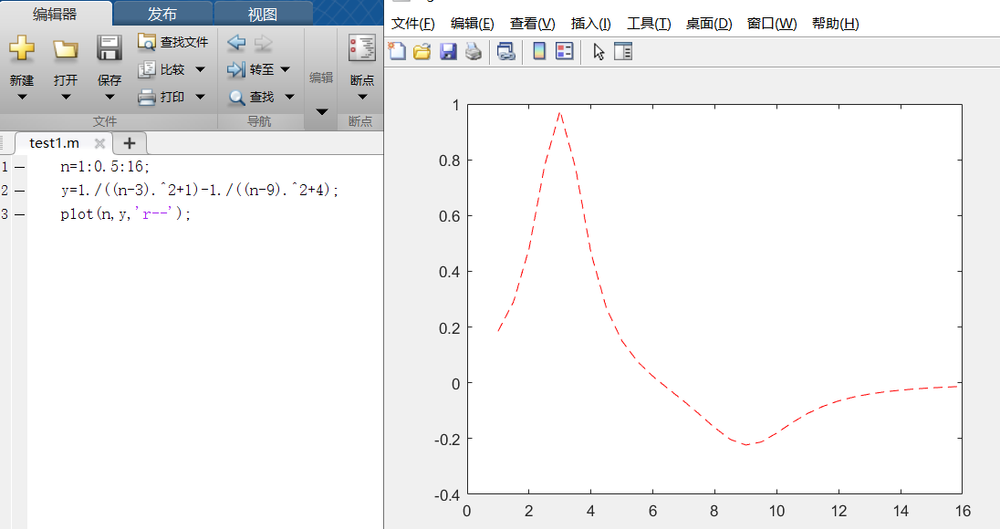 编辑器 发布 视图
新建 打开 保存 查找文件 比较 打印 转至 查找 编辑 断点
文件 导航 断点
test1.m
1 n=1:0.5:16;
2 y=1./((n-3).^2+1)-1./((n-9).^2+4);
3 plot(n,y,'r--');
文件(F) 编辑(E) 查看(V) 插入(I) 工具(T) 桌面(D) 窗口(W) 帮助(H)
1
0.8
0.6
0.4
0.2
0
-0.2
-0.4
0 2 4 6 8 10 12 14 16